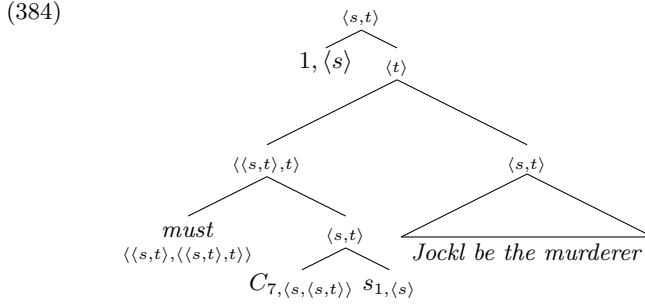 (384)
⟨s,t⟩
1, ⟨s⟩ ⟨t⟩
⟨⟨s,t⟩,t⟩ ⟨s,t⟩
must ⟨s,t⟩ Jockl be the murderer
⟨⟨s,t⟩,⟨⟨s,t⟩,t⟩⟩
C7,⟨s,⟨s,t⟩⟩ s1,⟨s⟩